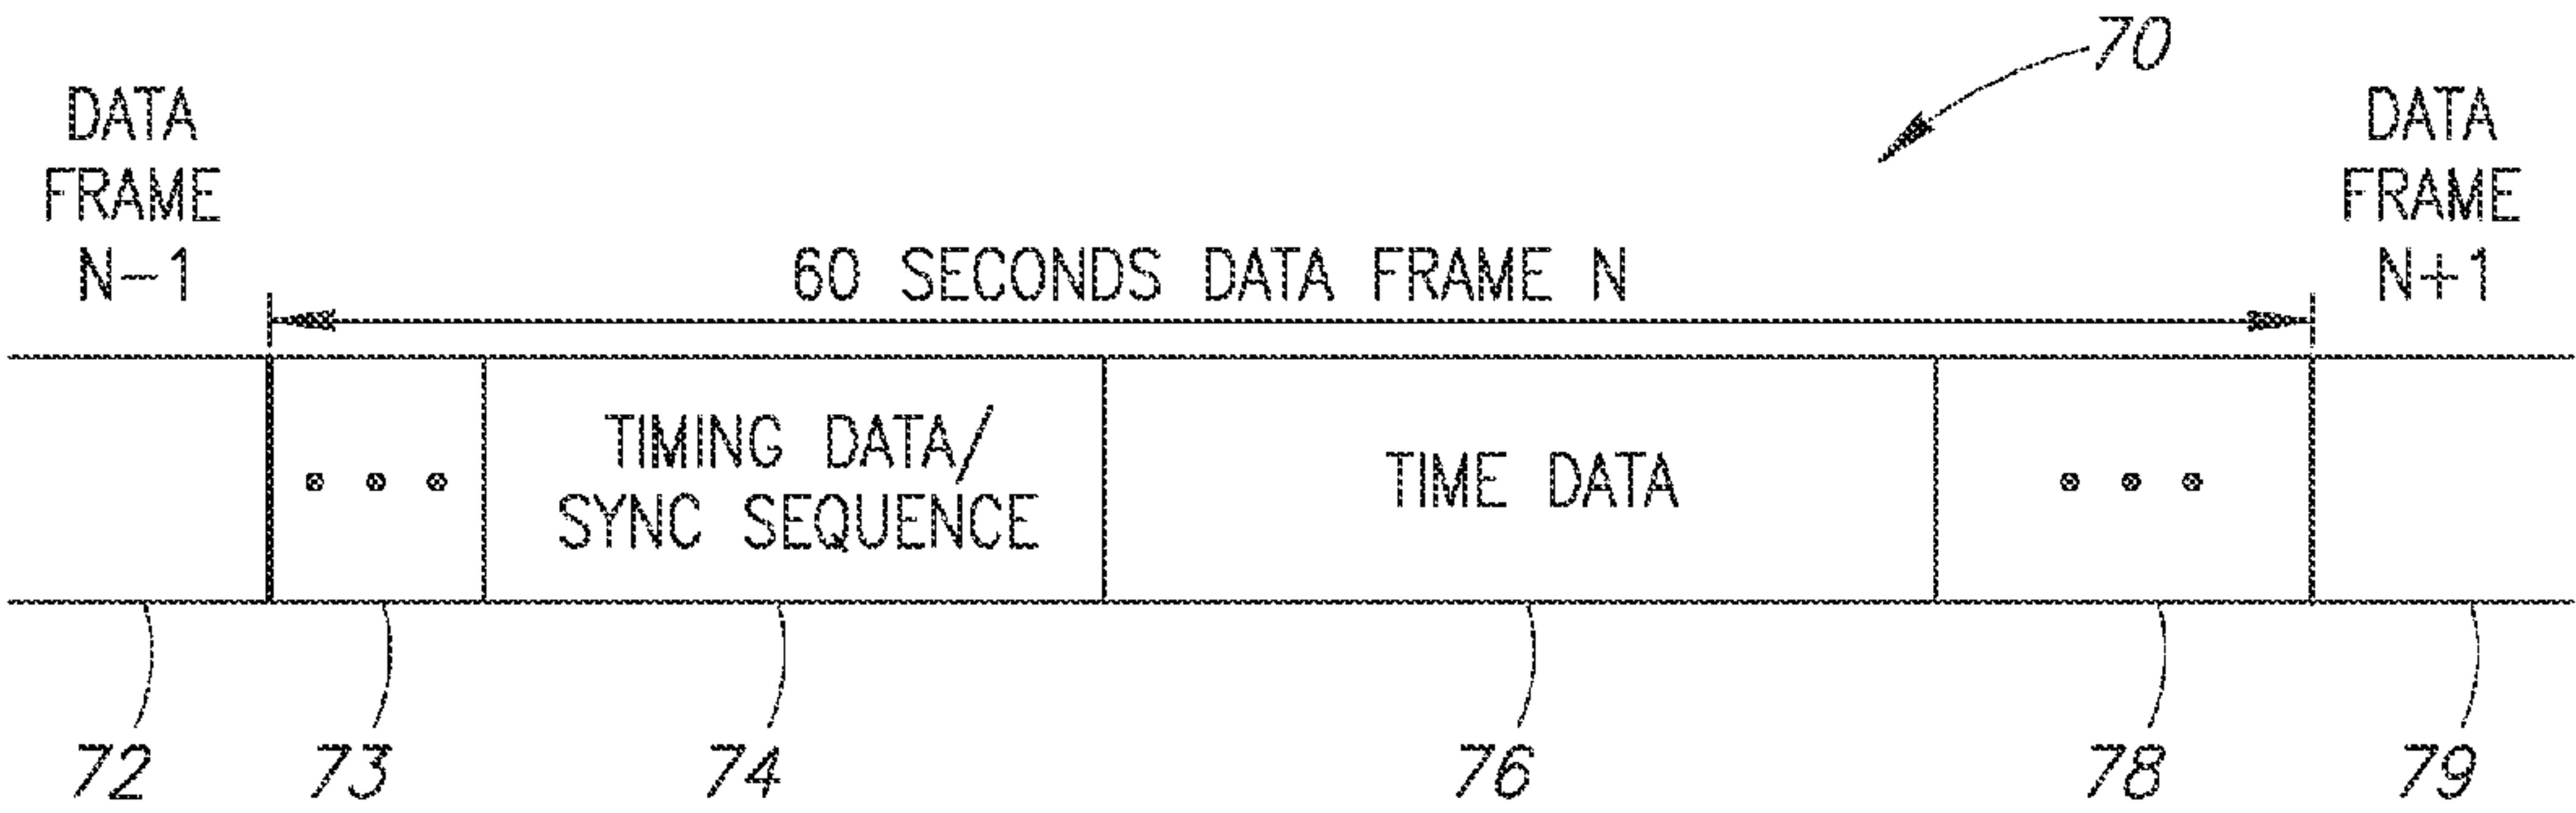 70
DATA
FRAME
N-1
60 SECONDS DATA FRAME N
DATA
FRAME
N+1
TIMING DATA/
SYNC SEQUENCE
TIME DATA
72
73
74
76
78
79